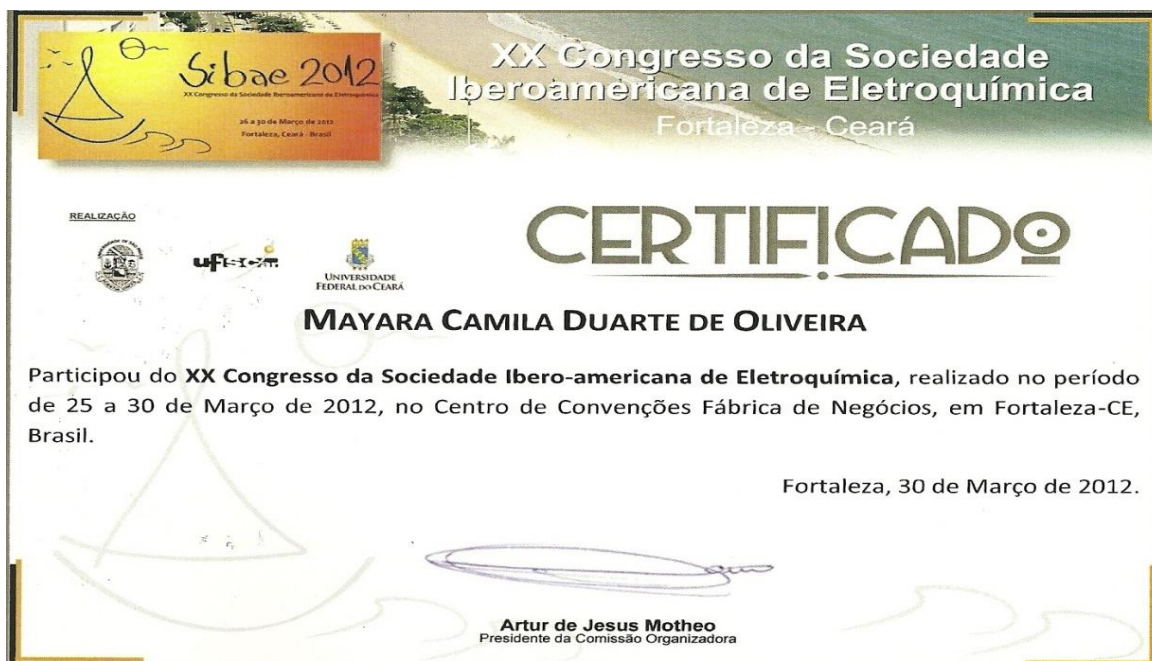 Sibae 2012
XX Congresso da Sociedade Iberoamericana de Eletroquímica
26 a 30 de Março de 2012
Fortaleza, Ceará - Brasil
XX Congresso da Sociedade
Iberoamericana de Eletroquímica
Fortaleza - Ceará
REALIZAÇÃO
ufscar
UNIVERSIDADE
FEDERAL DO CEARÁ
CERTIFICADO
MAYARA CAMILA DUARTE DE OLIVEIRA
Participou do XX Congresso da Sociedade Ibero-americana de Eletroquímica, realizado no período
de 25 a 30 de Março de 2012, no Centro de Convenções Fábrica de Negócios, em Fortaleza-CE,
Brasil.
Fortaleza, 30 de Março de 2012.
Artur de Jesus Motheo
Presidente da Comissão Organizadora